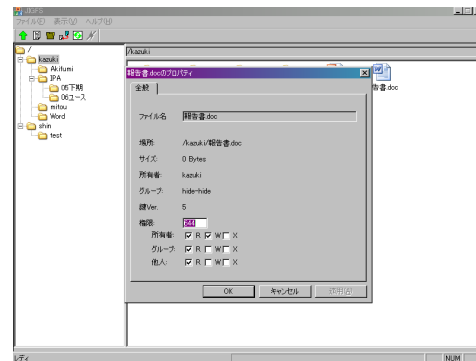 DGFS
ファイル(F) 表示(V) ヘルプ(H)
/
kazuki
Akifumi
IPA
05下期
06ユース
mitou
Word
shin
test
/kazuki
告書.doc
報告書.docのプロパティ
全般
ファイル名 報告書.doc
場所: /kazuki/報告書.doc
サイズ: 0 Bytes
所有者: kazuki
グループ: hide-hide
鍵Ver. 5
権限: 644
所有者: R W X
グループ: R W X
他人: R W X
OK キャンセル 適用(A)
レディ NUM